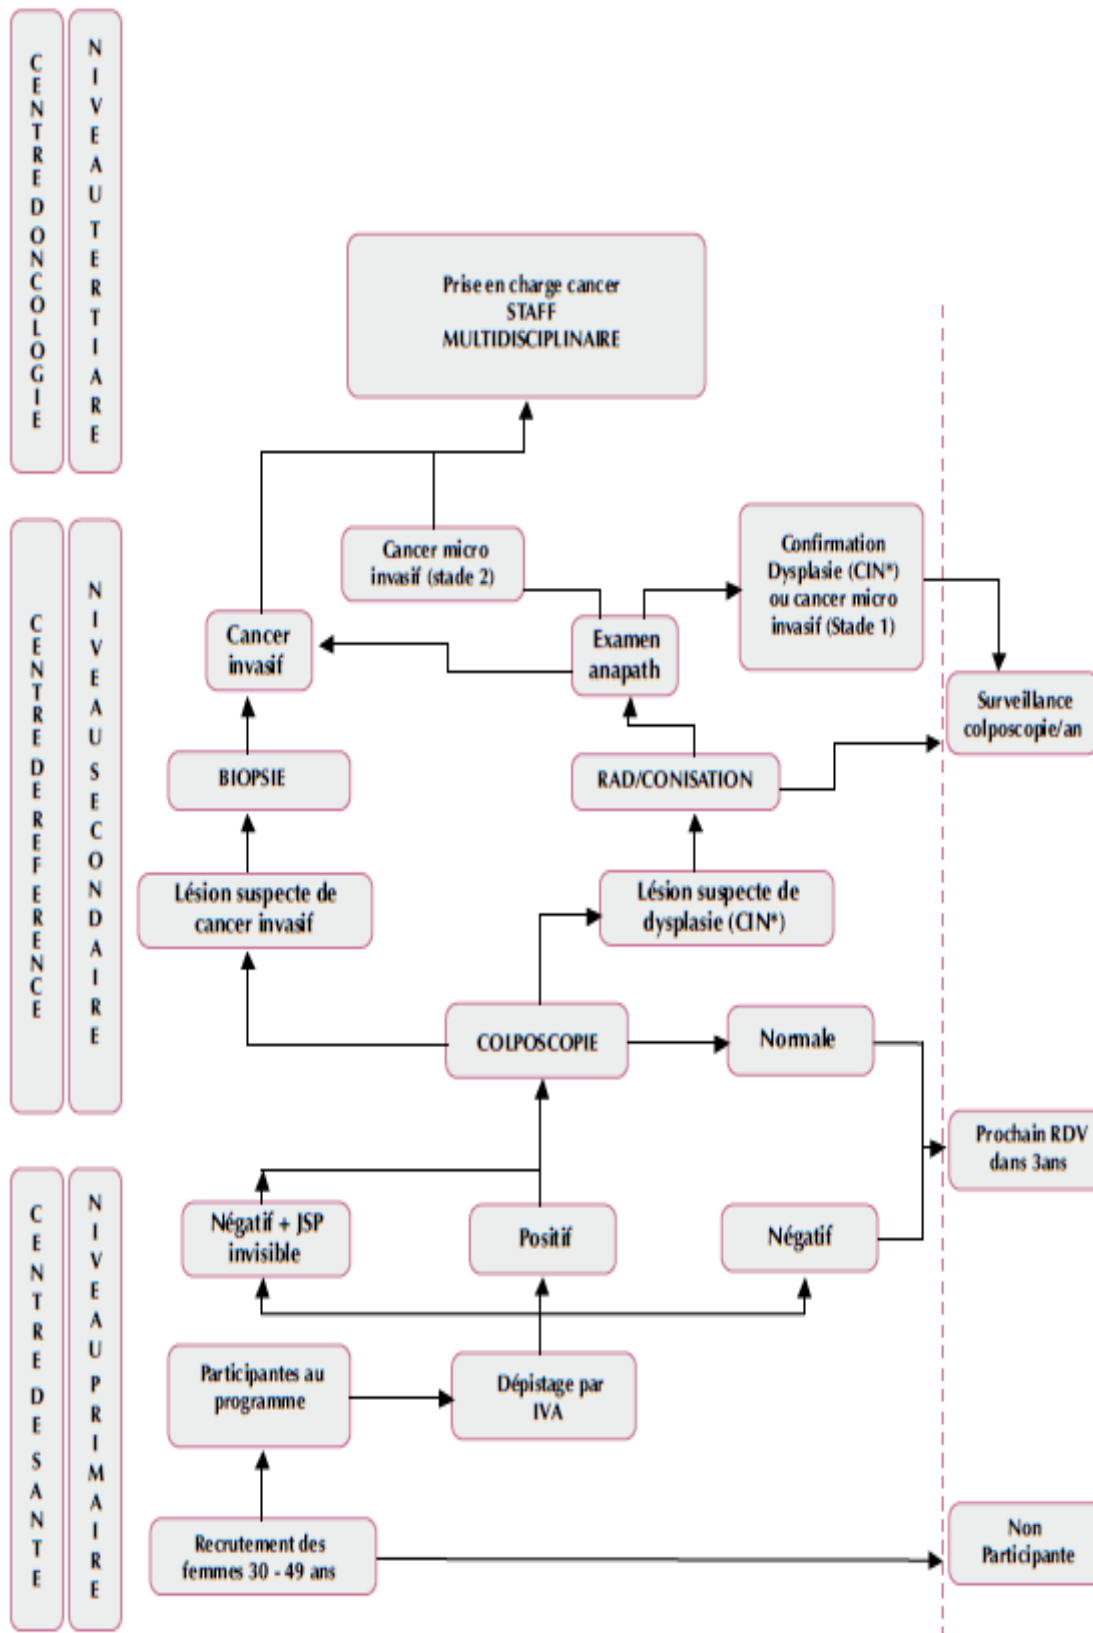 CENTRE D ONCOLOGIE
NIVEAU TERTIAIRE
Prise en charge cancer
STAFF
MULTIDISCIPLINAIRE
CENTRE DE REFERENCE
NIVEAU SECONDAIRE
Cancer micro
invasif (stade 2)
Confirmation
Dysplasie (CIN*)
ou cancer micro
invasif (Stade 1)
Cancer
invasif
Examen
anapath
Surveillance
colposcopie/an
BIOPSIE
RAD/CONISATION
Lésion suspecte de
cancer invasif
Lésion suspecte de
dysplasie (CIN*)
COLPOSCOPIE
Normale
Prochain RDV
dans 3ans
CENTRE DE SANTE
NIVEAU PRIMAIRE
Négatif + JSP
invisible
Positif
Négatif
Participantes au
programme
Dépistage par
IVA
Recrutement des
femmes 30 - 49 ans
Non
Participante